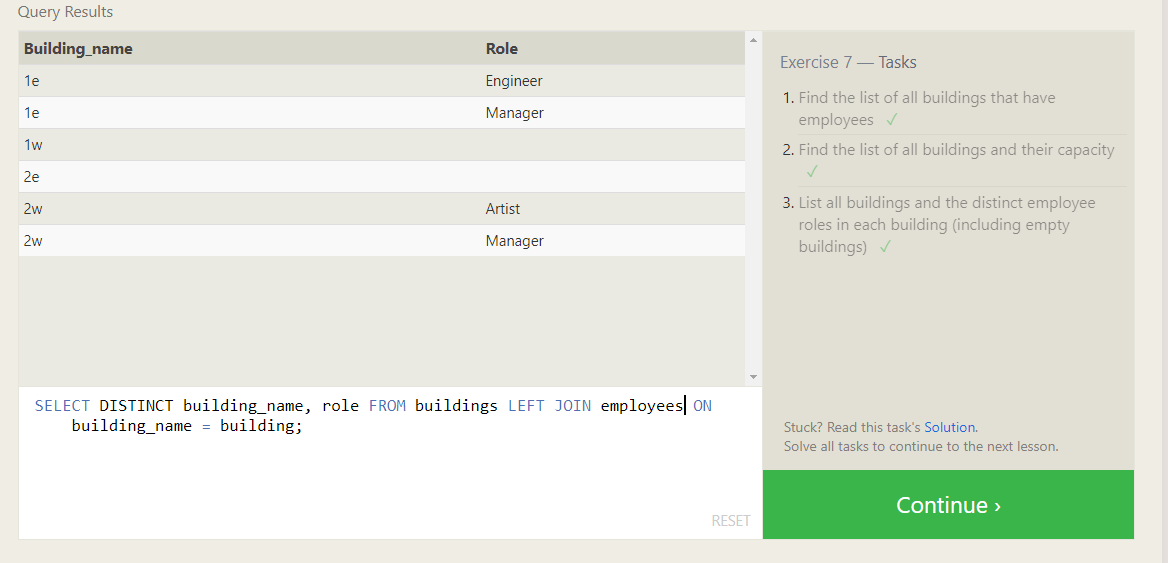 Query Results
Building_name Role
1e Engineer
1e Manager
1w
2e
2w Artist
2w Manager
SELECT DISTINCT building_name, role FROM buildings LEFT JOIN employees ON
building_name = building;
RESET
Exercise 7 — Tasks
1. Find the list of all buildings that have
employees ✓
2. Find the list of all buildings and their capacity
✓
3. List all buildings and the distinct employee
roles in each building (including empty
buildings) ✓
Stuck? Read this task's Solution.
Solve all tasks to continue to the next lesson.
Continue ›